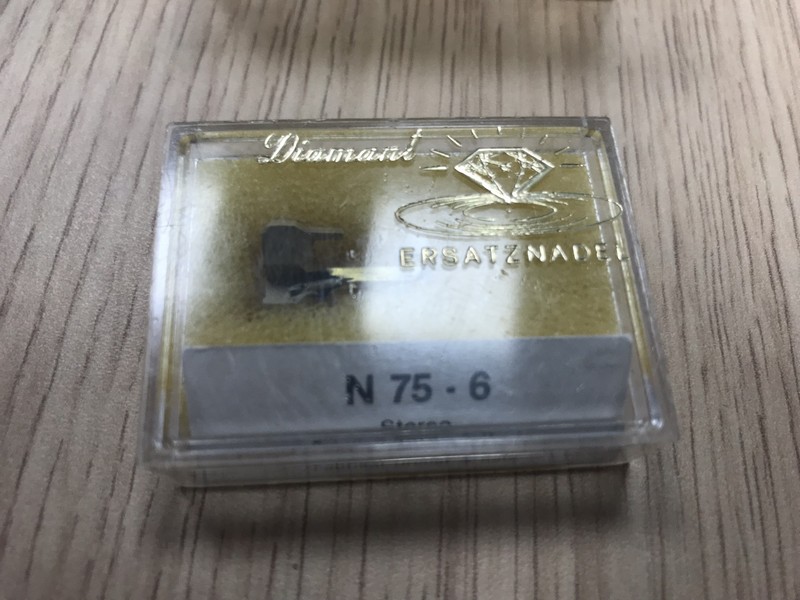 Diamant
ERSATZNADEL
N 75 - 6
Stereo